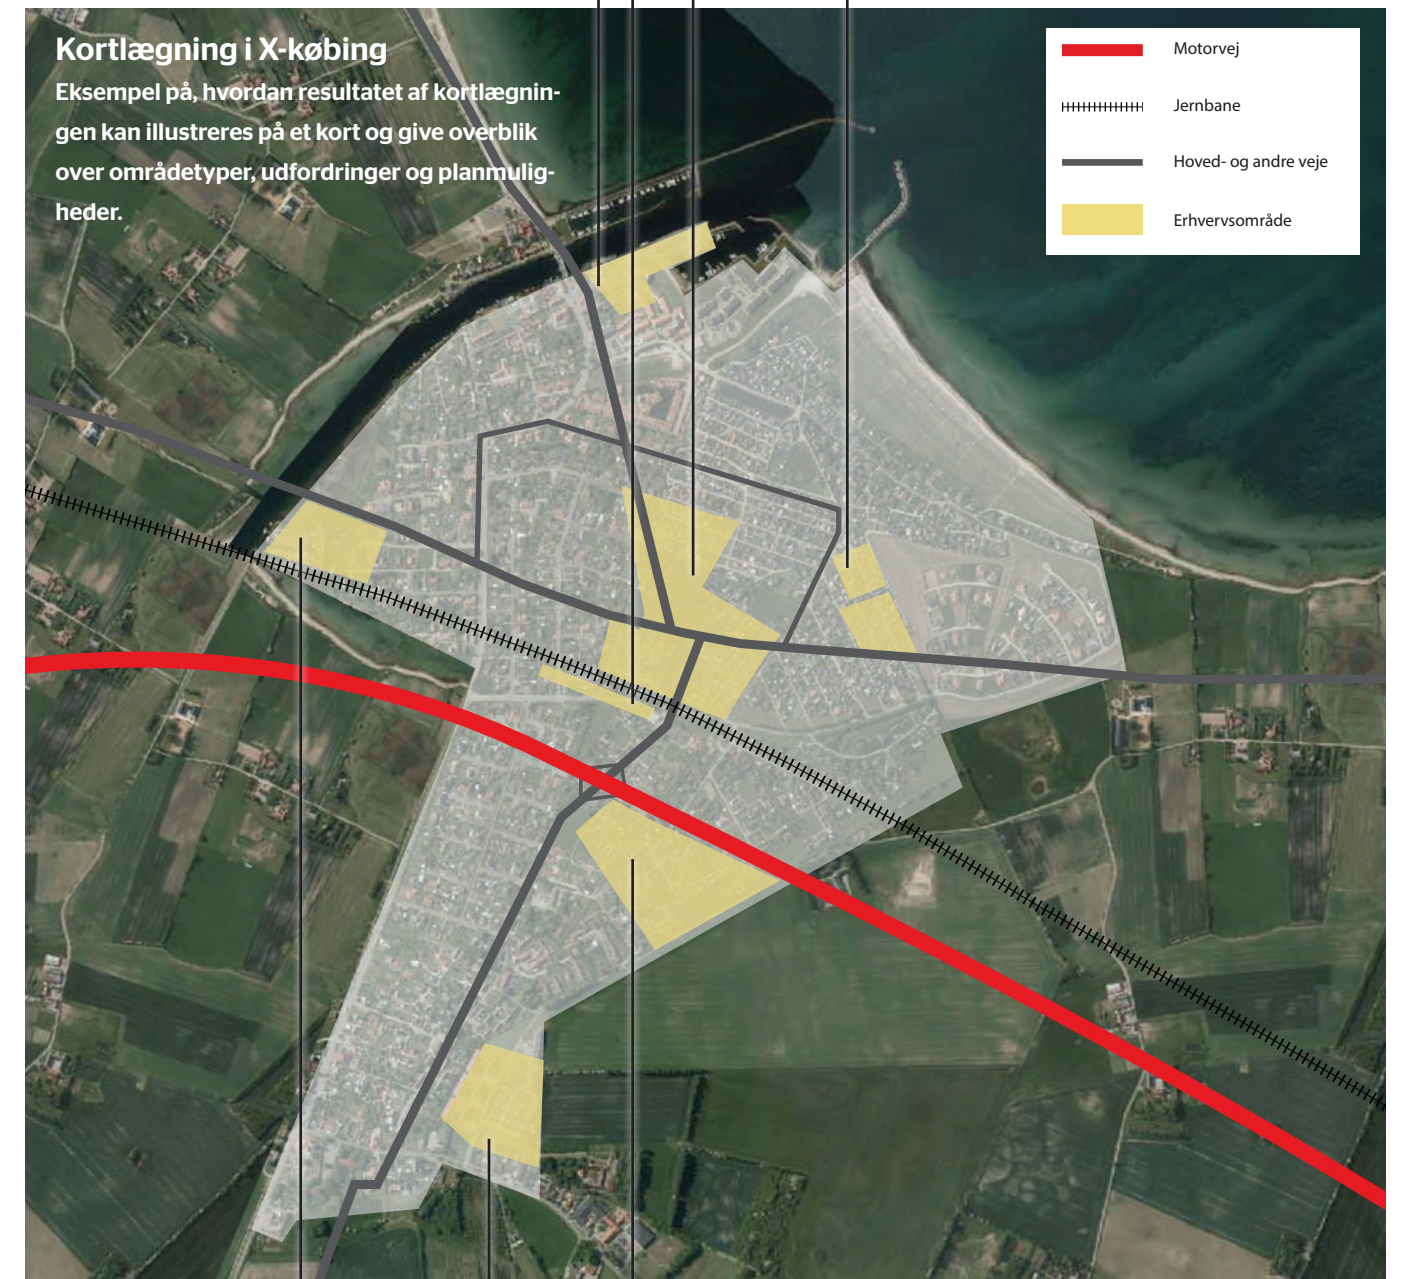 Kortlægning i X-købing
Eksempel på, hvordan resultatet af kortlægnin-
gen kan illustreres på et kort og give overblik
over områdetyper, udfordringer og planmulig-
heder.
Motorvej
Jernbane
Hoved- og andre veje
Erhvervsområde